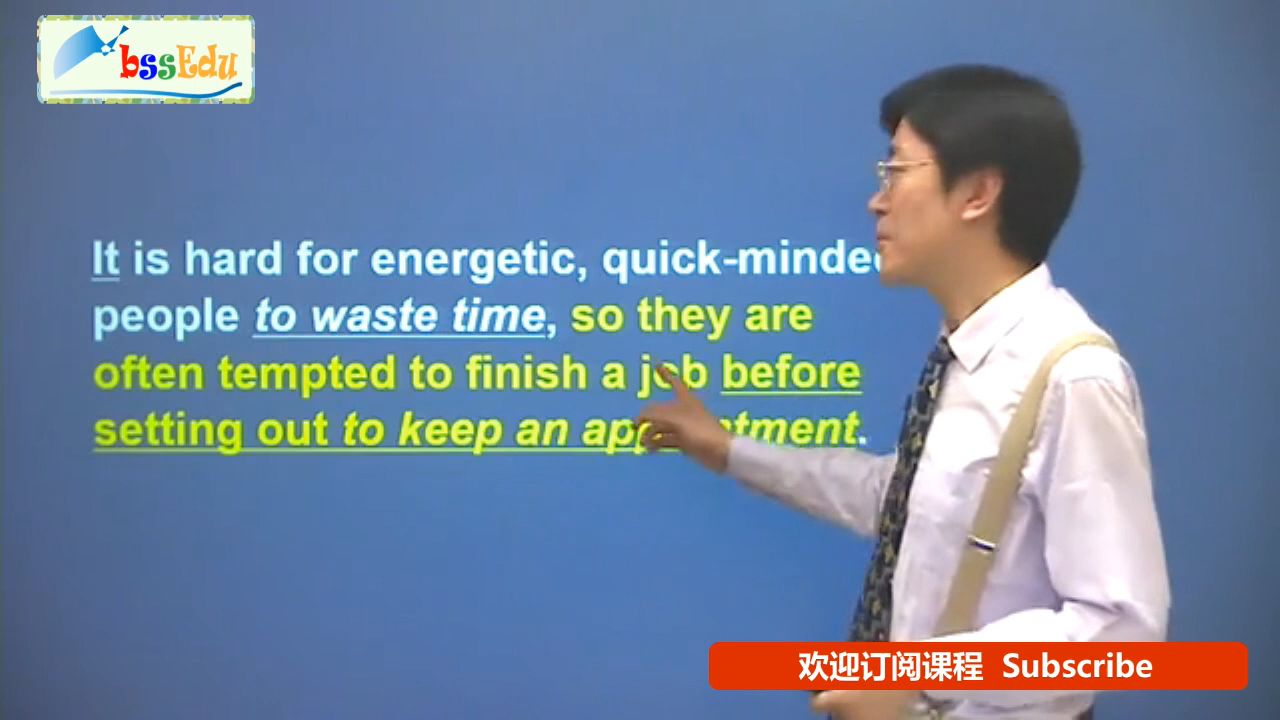 bssEdu
It is hard for energetic, quick-minded
people to waste time, so they are
often tempted to finish a job before
setting out to keep an appointment.
欢迎订阅课程 Subscribe